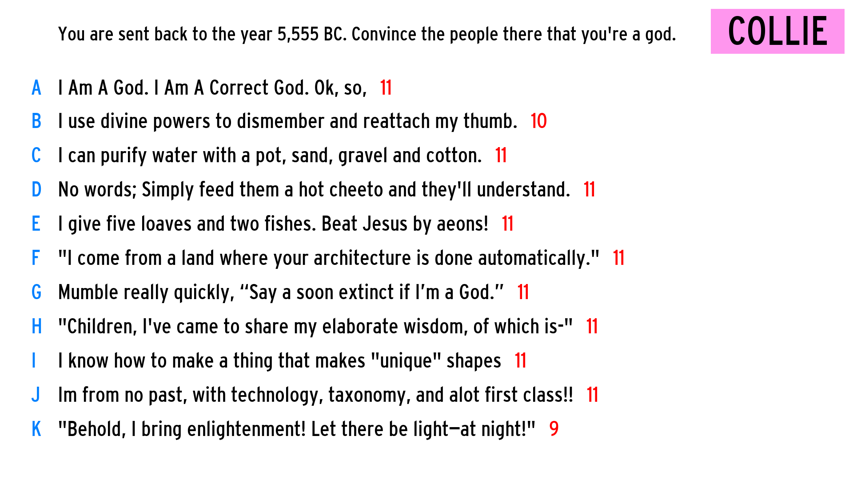 You are sent back to the year 5,555 BC. Convince the people there that you're a god.
COLLIE
A I Am A God. I Am A Correct God. Ok, so, 11
B I use divine powers to dismember and reattach my thumb. 10
C I can purify water with a pot, sand, gravel and cotton. 11
D No words; Simply feed them a hot cheeto and they'll understand. 11
E I give five loaves and two fishes. Beat Jesus by aeons! 11
F "I come from a land where your architecture is done automatically." 11
G Mumble really quickly, “Say a soon extinct if I’m a God.” 11
H "Children, I've came to share my elaborate wisdom, of which is-" 11
I I know how to make a thing that makes "unique" shapes 11
J Im from no past, with technology, taxonomy, and alot first class!! 11
K "Behold, I bring enlightenment! Let there be light—at night!" 9